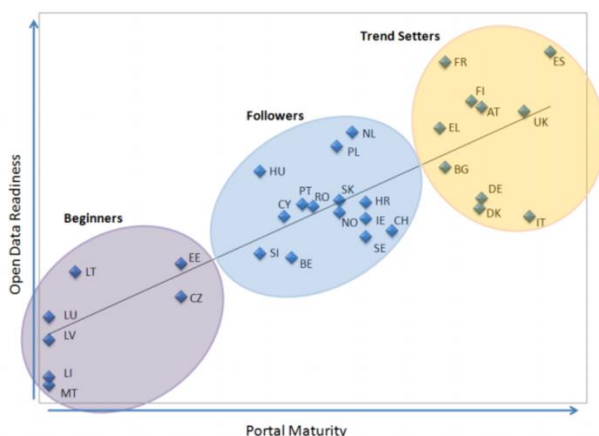 Trend Setters
ES
FR
FI
AT
UK
EL
Followers
NL
PL
BG
HU
DE
DK
IT
PT
RO
SK
HR
CY
NO
IE
CH
SE
Beginners
SI
BE
EE
LT
CZ
LU
LV
LI
MT
Open Data Readiness
Portal Maturity